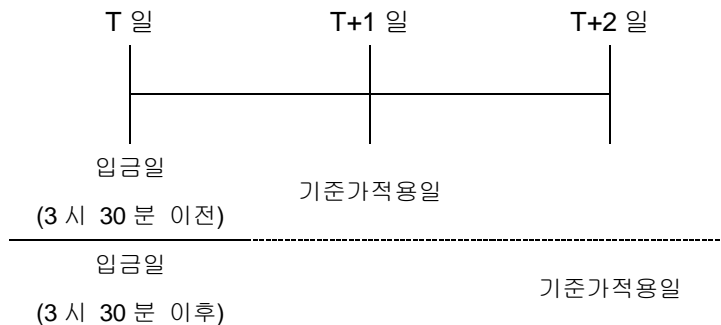 T 일 T+1 일 T+2 일
입금일
(3 시 30 분 이전)
기준가적용일
입금일
(3 시 30 분 이후)
기준가적용일